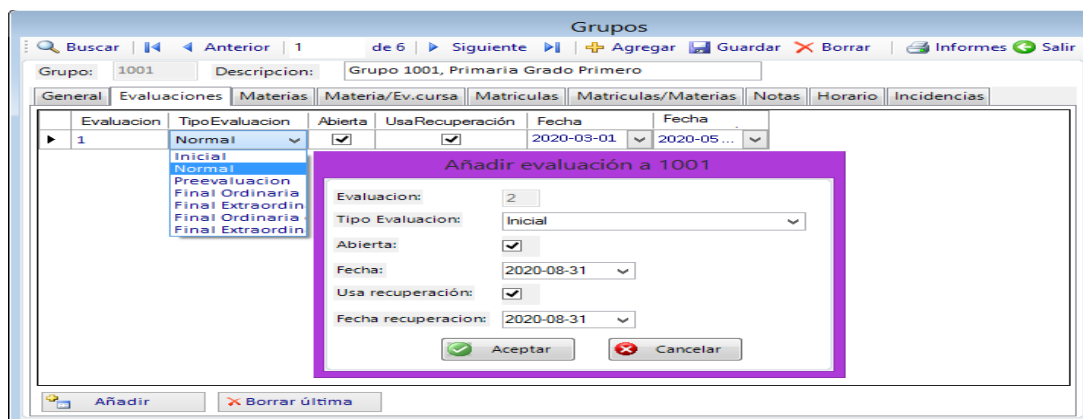 Grupos
Buscar Anterior 1 de 6 Siguiente Agregar Guardar Borrar Informes Salir
Grupo: 1001 Descripcion: Grupo 1001, Primaria Grado Primero
General Evaluaciones Materias Materia/Ev.cursa Matriculas Matriculas/Materias Notas Horario Incidencias
Evaluacion TipoEvaluacion Abierta UsaRecuperación Fecha Fecha
1 Normal 2020-03-01 2020-05...
Inicial
Normal
Preevaluacion
Final Ordinaria
Final Extraordin
Final Ordinaria
Final Extraordin
Añadir evaluación a 1001
Evaluacion: 2
Tipo Evaluacion: Inicial
Abierta:
Fecha: 2020-08-31
Usa recuperación:
Fecha recuperacion: 2020-08-31
Aceptar Cancelar
Añadir Borrar última